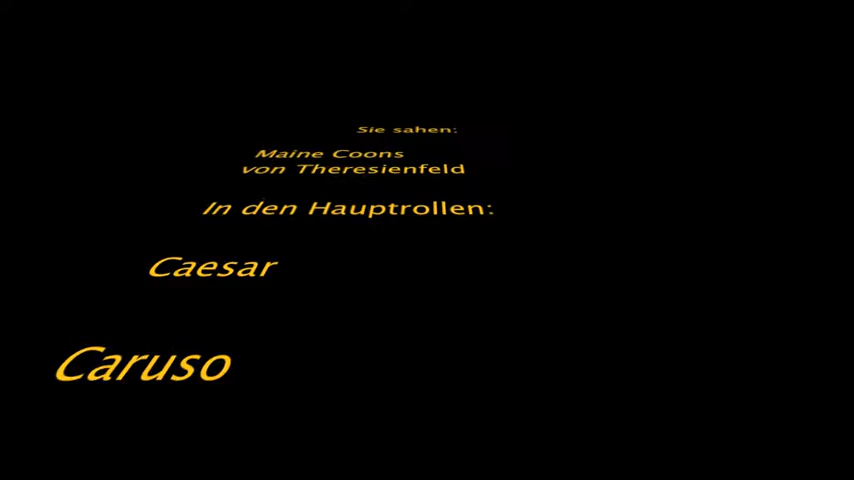 Sie sahen:
Maine Coons
von Theresienfeld
In den Hauptrollen:
Caesar
Caruso